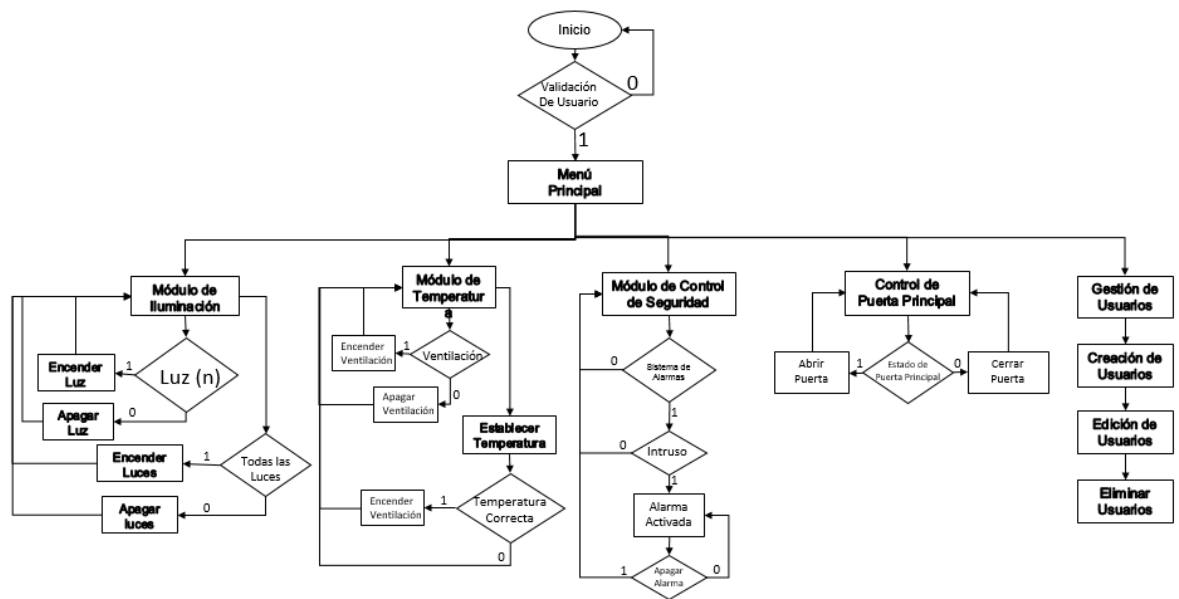 Inicio
0
Validación
De Usuario
1
Menú
Principal
Módulo de
Iluminación
1
Encender
Luz
Luz (n)
0
Apagar
Luz
Encender
Luces
1
Todas las
Luces
Apagar
luces
0
Módulo de
Temperatur
a
Encender
Ventilación
1
Ventilación
0
Apagar
Ventilación
Establecer
Temperatura
Encender
Ventilación
1
Temperatura
Correcta
0
Módulo de Control
de Seguridad
0
Sistema de
Alarmas
1
0
Intruso
1
Alarma
Activada
1
Apagar
Alarma
0
Control de
Puerta Principal
Abrir
Puerta
1
Estado de
Puerta Principal
0
Cerrar
Puerta
Gestión de
Usuarios
Creación de
Usuarios
Edición de
Usuarios
Eliminar
Usuarios